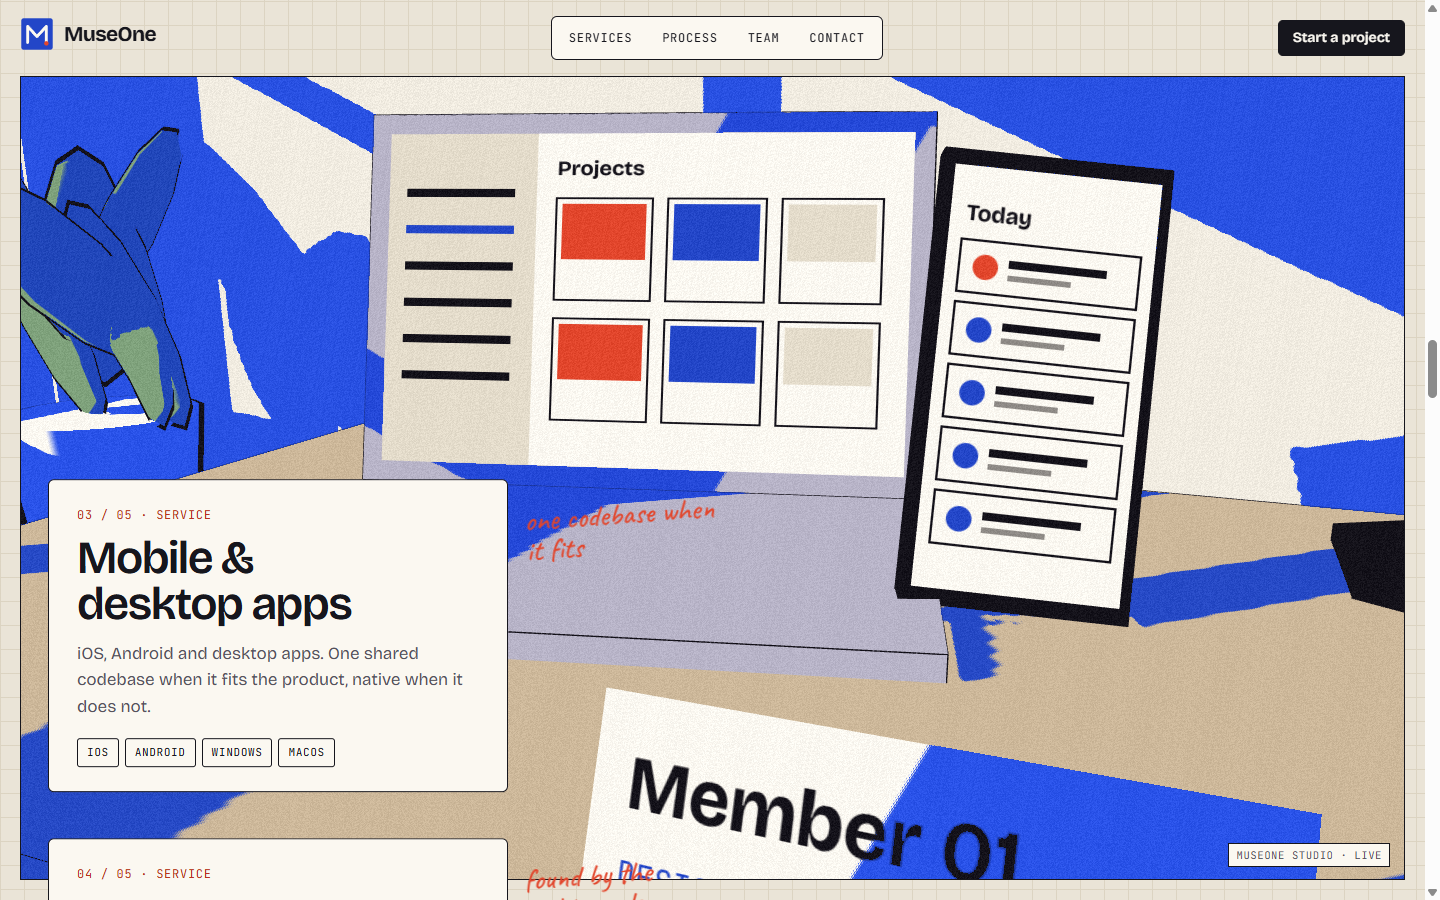 MuseOne
SERVICES PROCESS TEAM CONTACT
Start a project
Projects
Today
03 / 05 · SERVICE
Mobile &
desktop apps
iOS, Android and desktop apps. One shared
codebase when it fits the product, native when it
does not.
IOS ANDROID WINDOWS MACOS
one codebase when
it fits
Member 01
MUSEONE STUDIO · LIVE
04 / 05 · SERVICE
found by the